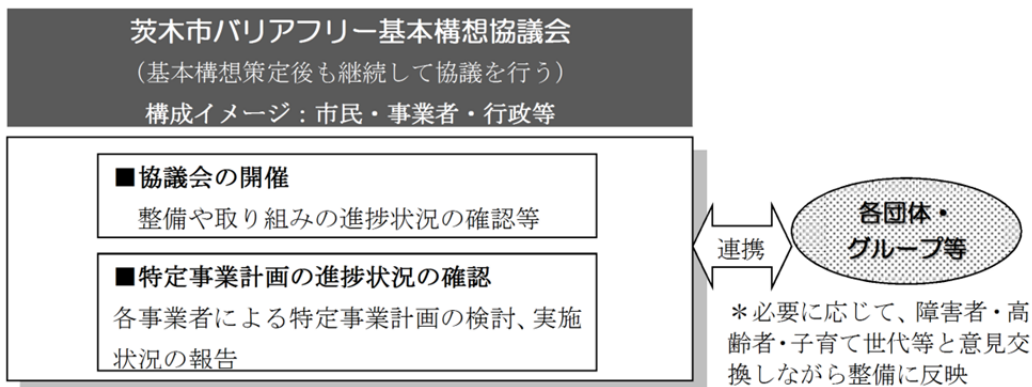 茨木市バリアフリー基本構想協議会
（基本構想策定後も継続して協議を行う）
構成イメージ：市民・事業者・行政等
■協議会の開催
整備や取り組みの進捗状況の確認等
■特定事業計画の進捗状況の確認
各事業者による特定事業計画の検討、実施
状況の報告
連携
各団体・
グループ等
＊必要に応じて、障害者・高
齢者・子育て世代等と意見交
換しながら整備に反映